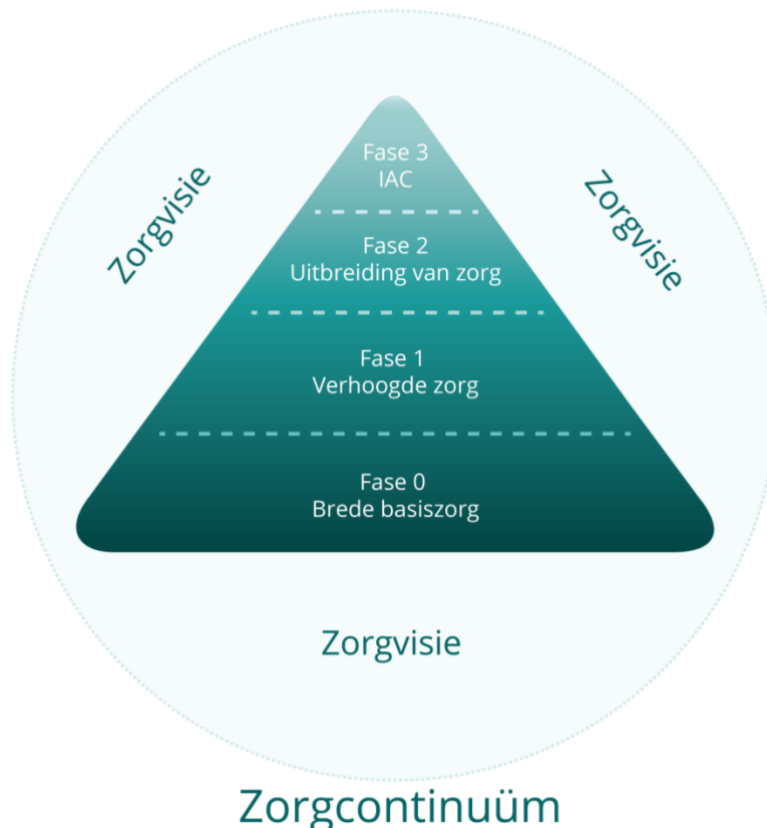 Zorgvisie
Zorgvisie
Fase 3
IAC
Fase 2
Uitbreiding van zorg
Fase 1
Verhoogde zorg
Fase 0
Brede basiszorg
Zorgvisie
Zorgcontinuüm